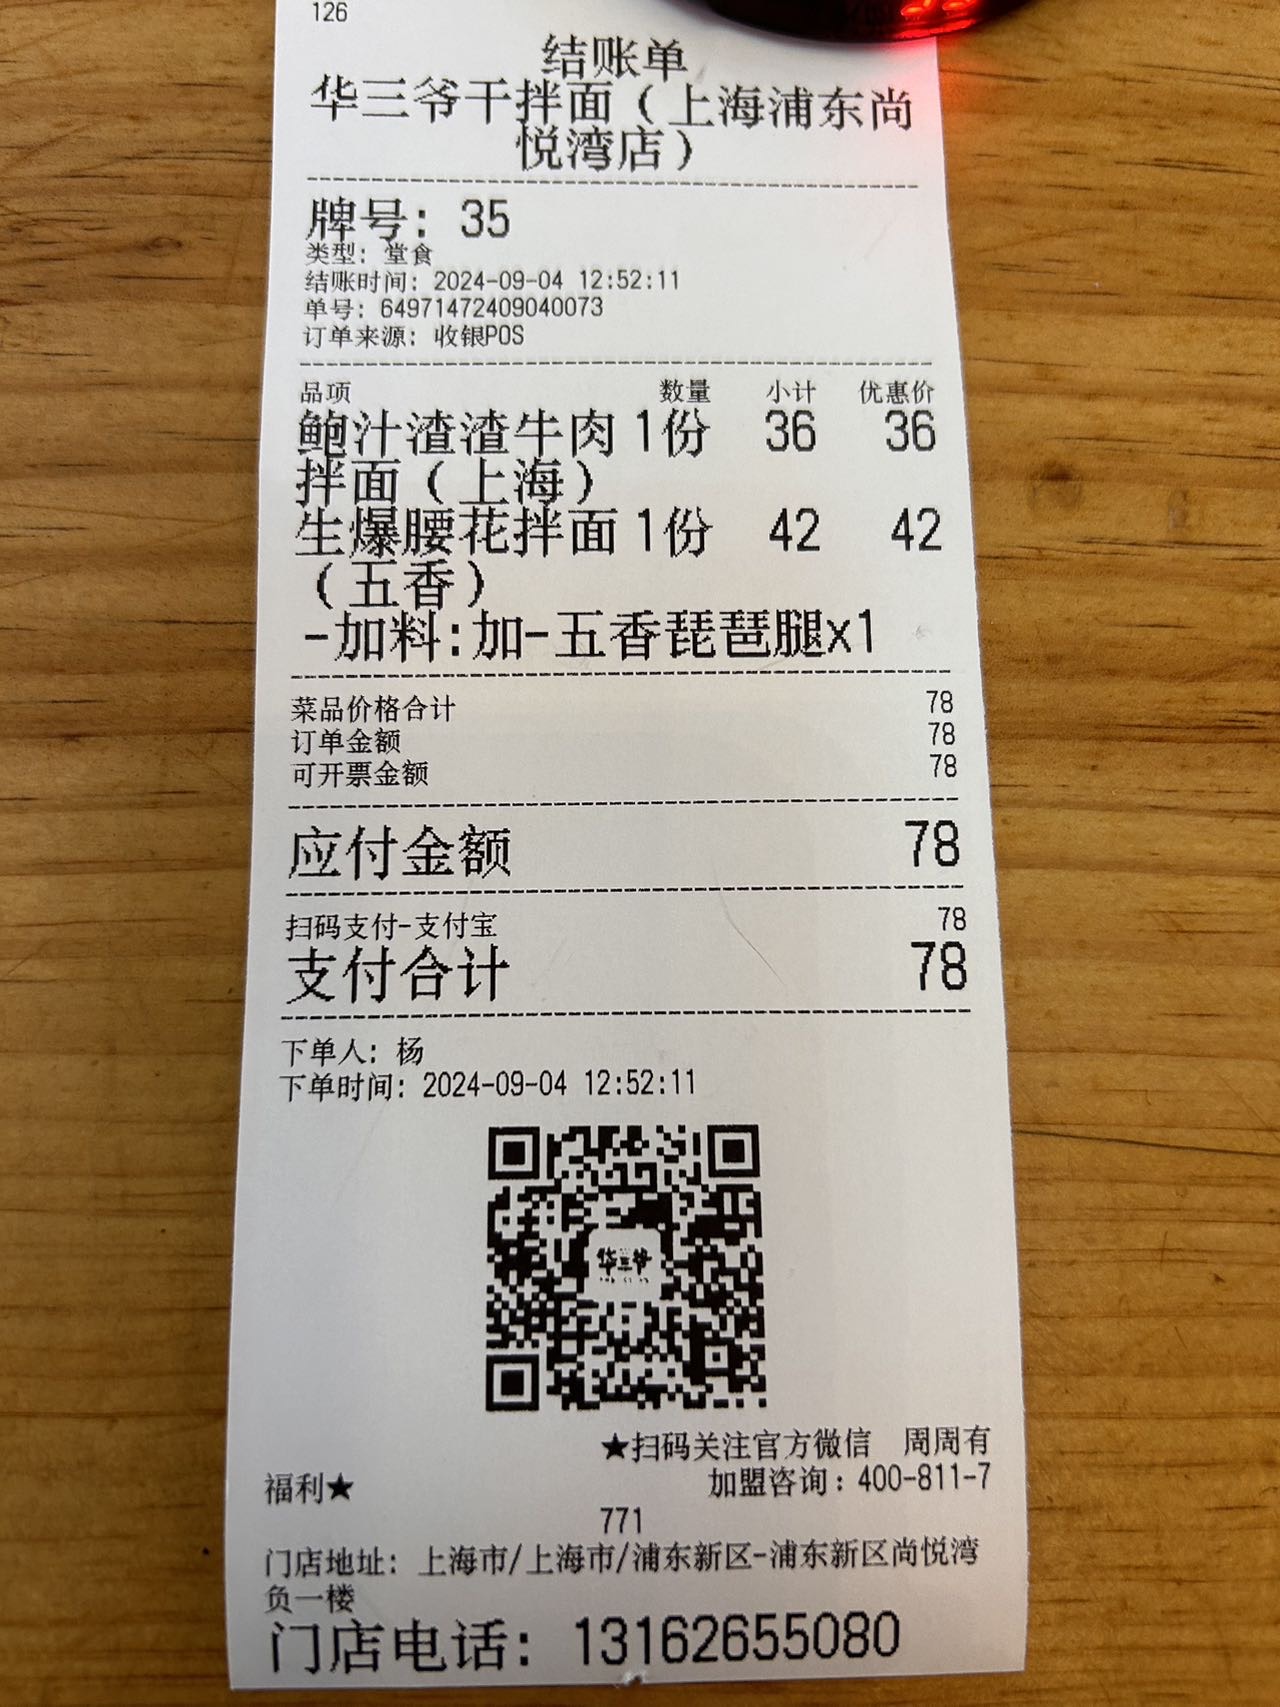 126
结账单
华三爷干拌面（上海浦东尚
悦湾店）
牌号：35
类型：堂食
结账时间：2024-09-04 12:52:11
单号：64971472409040073
订单来源：收银POS
品项 数量 小计 优惠价
鲍汁渣渣牛肉 1份 36 36
拌面（上海）
生爆腰花拌面 1份 42 42
（五香）
-加料:加-五香琵琶腿x1
菜品价格合计 78
订单金额 78
可开票金额 78
应付金额 78
扫码支付-支付宝 78
支付合计 78
下单人：杨
下单时间：2024-09-04 12:52:11
华三爷
★扫码关注官方微信 周周有
福利★ 加盟咨询：400-811-7
771
门店地址：上海市/上海市/浦东新区-浦东新区尚悦湾
负一楼
门店电话：13162655080